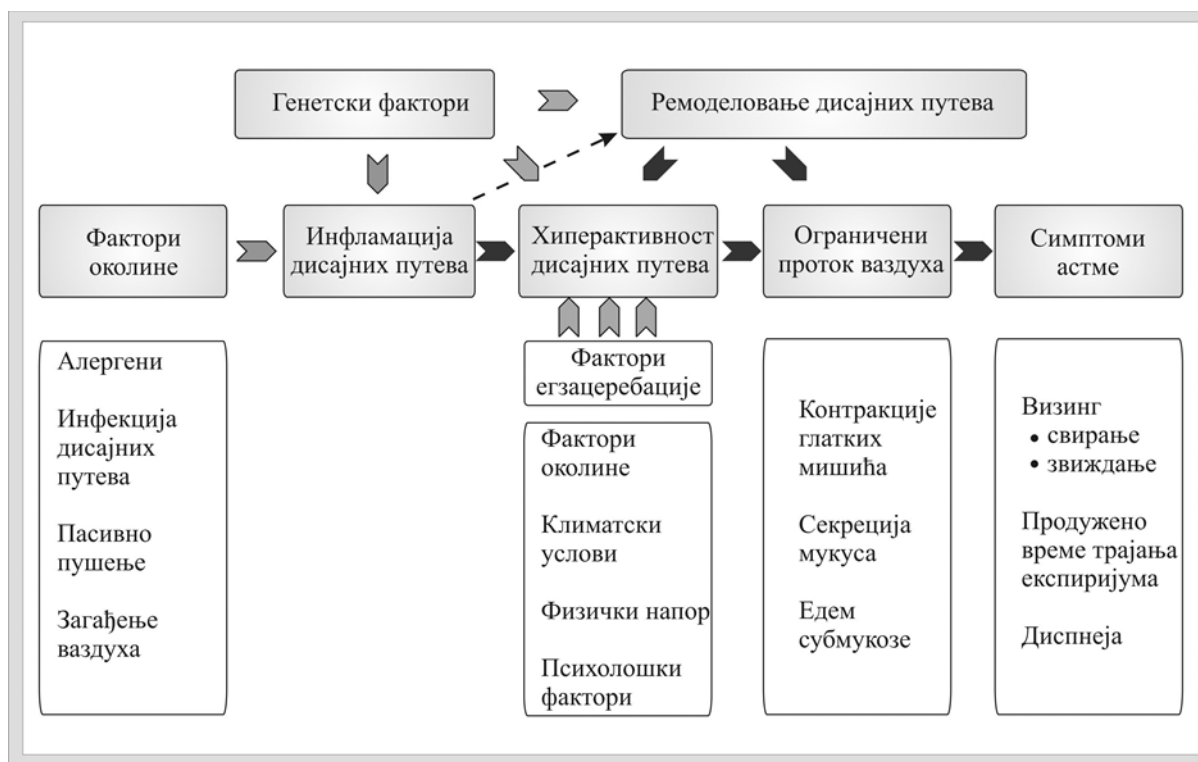 Генетски фактори
Ремоделовање дисајних путева
Фактори
околине
Инфламација
дисајних путева
Хиперактивност
дисајних путева
Ограничени
проток ваздуха
Симптоми
астме
Алергени
Инфекција
дисајних
путева
Пасивно
пушење
Загађење
ваздуха
Фактори
егзацеребације
Фактори
околине
Климатски
услови
Физички напор
Психолошки
фактори
Контракције
глатких
мишића
Секреција
мукуса
Едем
субмукозе
Визинг
• свирање
• звиждање
Продужено
време трајања
експиријума
Диспнеја